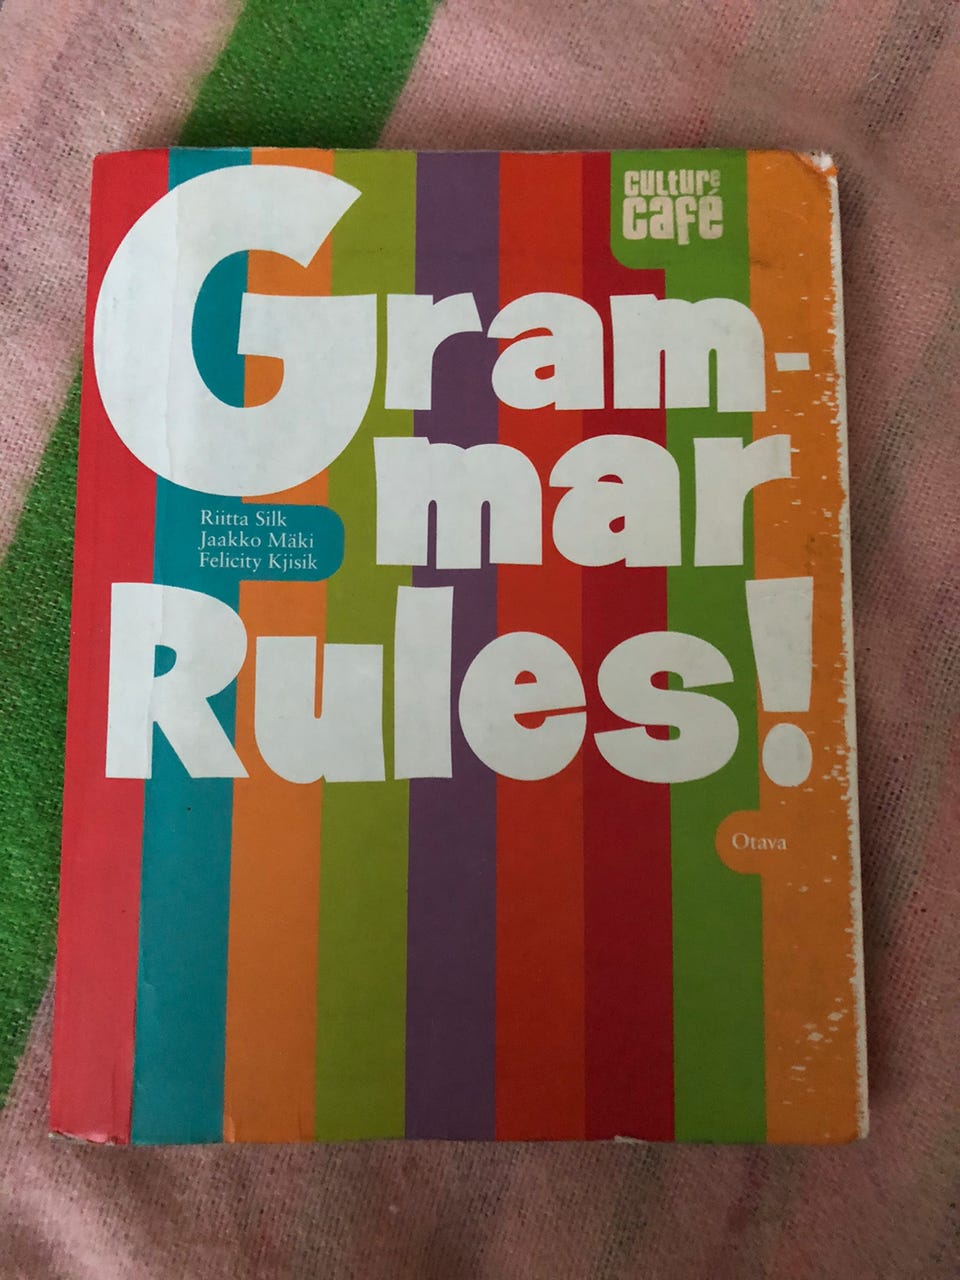 culture
café
Gram-
mar
Riitta Silk
Jaakko Mäki
Felicity Kjisik
Rules!
Otava